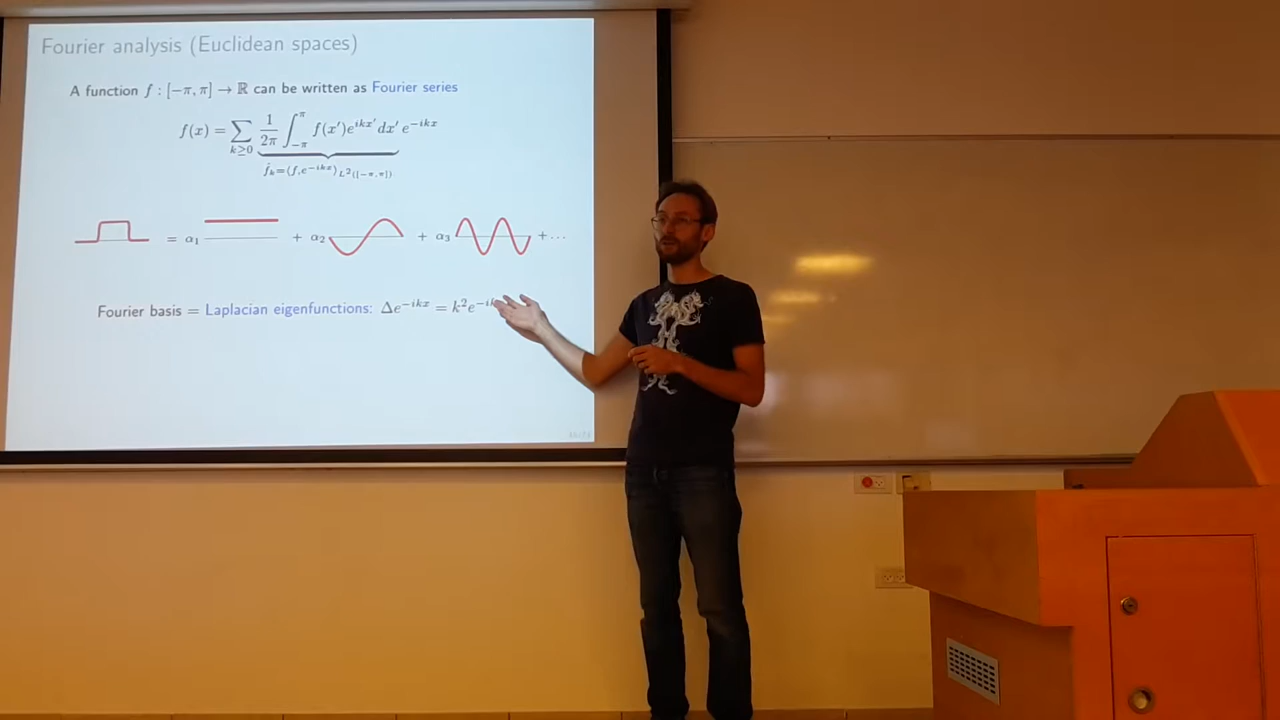 Fourier analysis (Euclidean spaces)
A function f : [−π, π] → ℝ can be written as Fourier series
f(x) = ∑_{k≥0} 1/2π ∫_{−π}^{π} f(x′)e^{ikx′}dx′ e^{−ikx}
f̂_k=⟨f,e^{−ikx}⟩_{L²([−π,π])}
= α₁ + α₂ + α₃ + ...
Fourier basis = Laplacian eigenfunctions: Δe^{−ikx} = k²e^{−ik